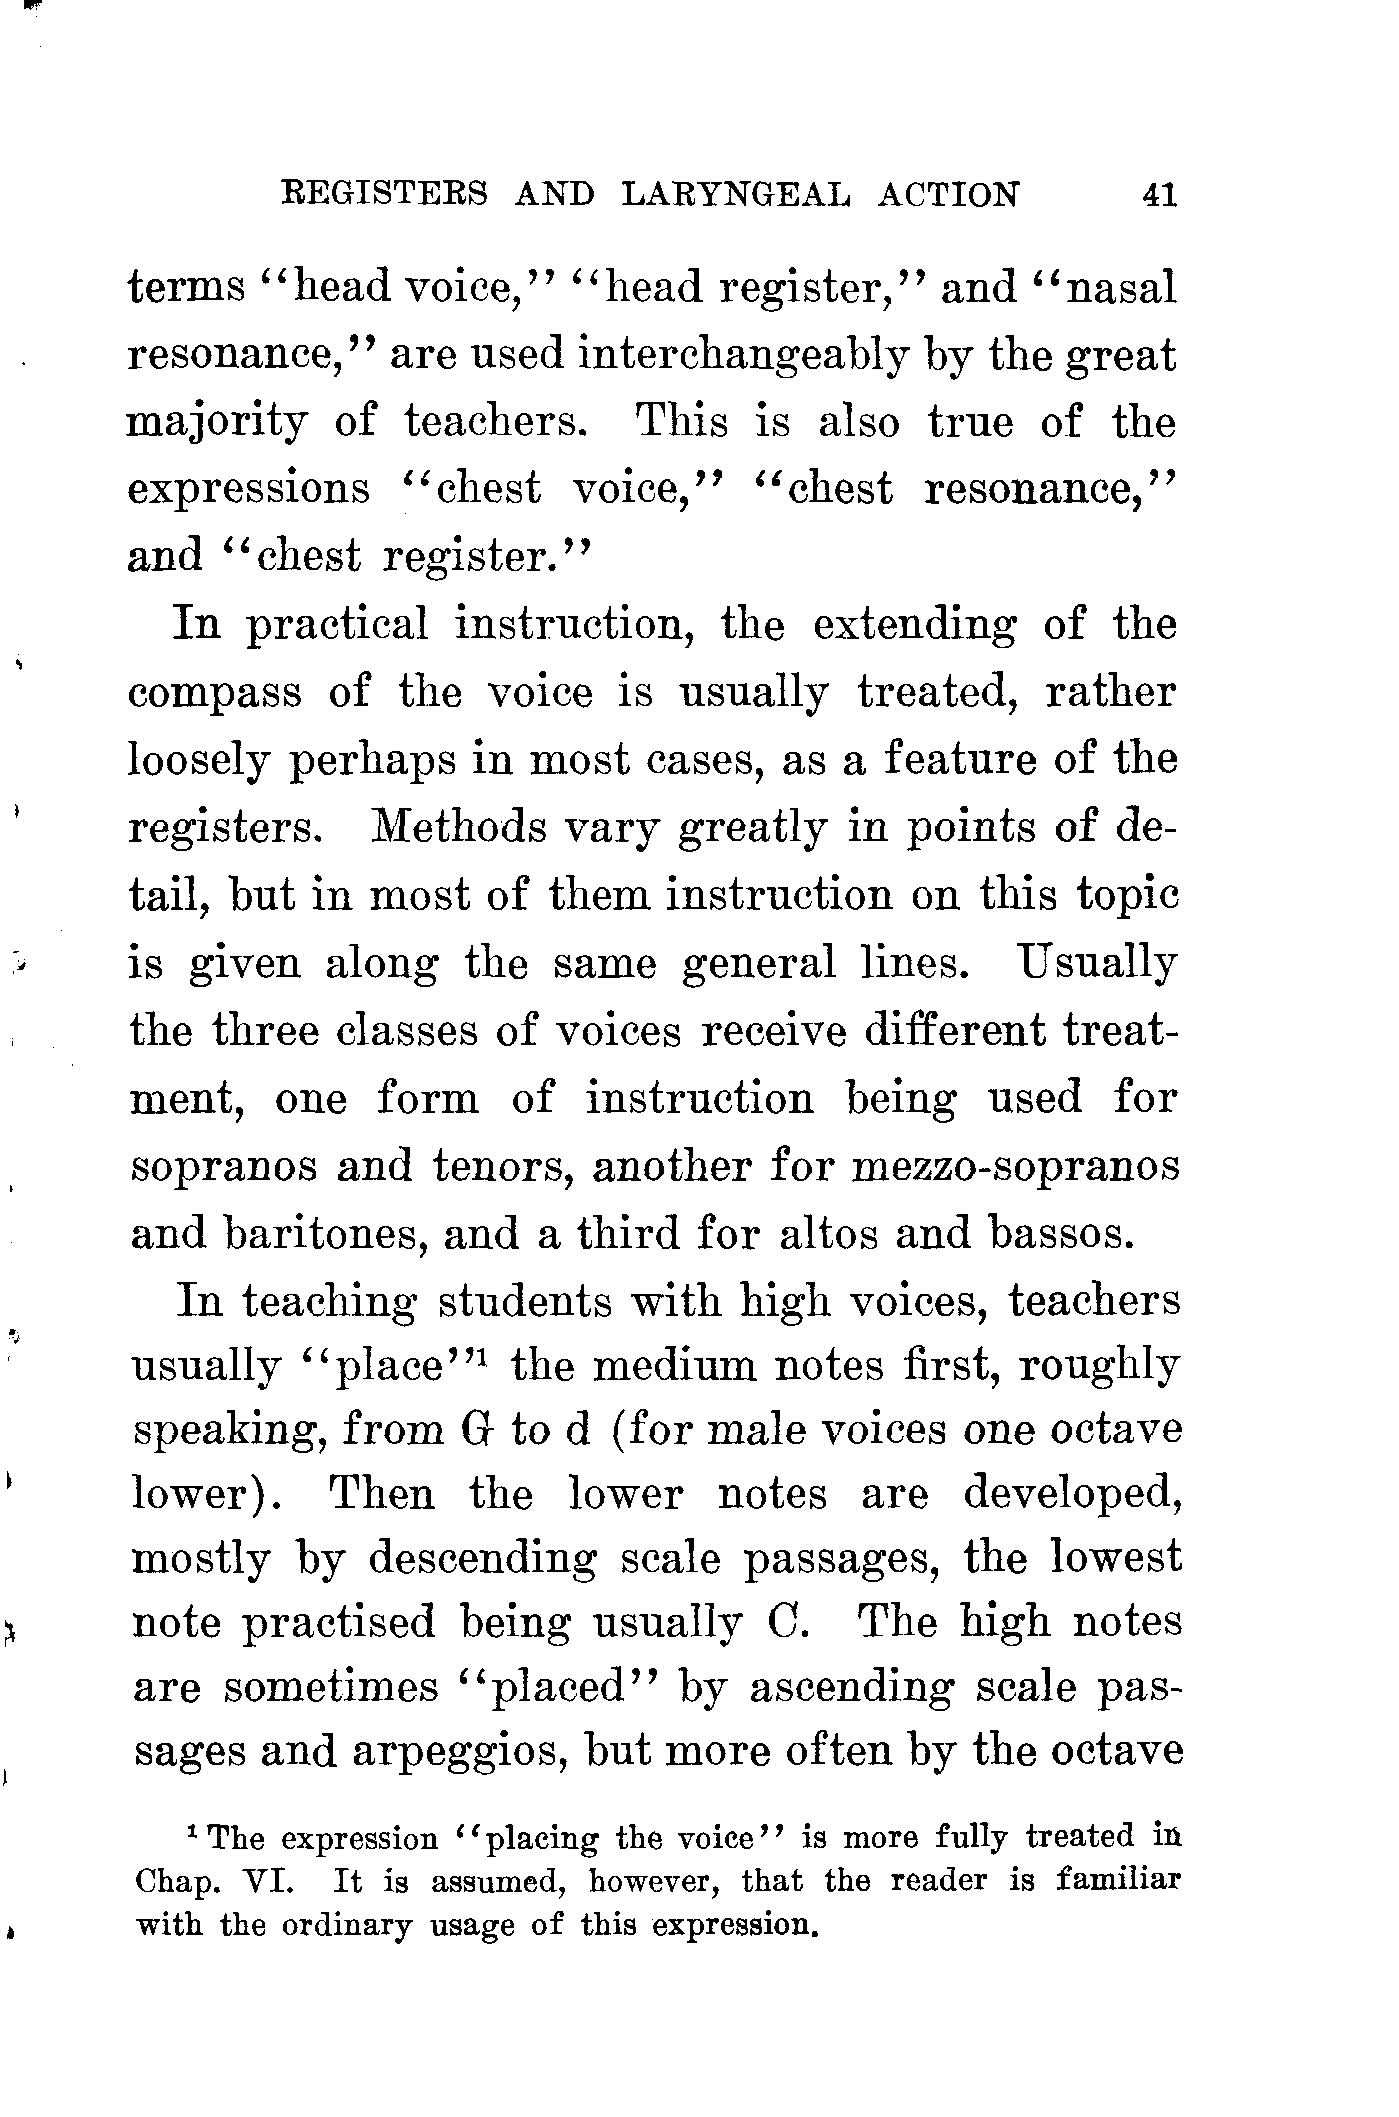 REGISTERS AND LARYNGEAL ACTION 41
terms "head voice," "head register," and "nasal
resonance," are used interchangeably by the great
majority of teachers. This is also true of the
expressions "chest voice," "chest resonance,"
and "chest register."
In practical instruction, the extending of the
compass of the voice is usually treated, rather
loosely perhaps in most cases, as a feature of the
registers. Methods vary greatly in points of de-
tail, but in most of them instruction on this topic
is given along the same general lines. Usually
the three classes of voices receive different treat-
ment, one form of instruction being used for
sopranos and tenors, another for mezzo-sopranos
and baritones, and a third for altos and bassos.
In teaching students with high voices, teachers
usually "place"¹ the medium notes first, roughly
speaking, from G to d (for male voices one octave
lower). Then the lower notes are developed,
mostly by descending scale passages, the lowest
note practised being usually C. The high notes
are sometimes "placed" by ascending scale pas-
sages and arpeggios, but more often by the octave
¹ The expression "placing the voice" is more fully treated in
Chap. VI. It is assumed, however, that the reader is familiar
with the ordinary usage of this expression.